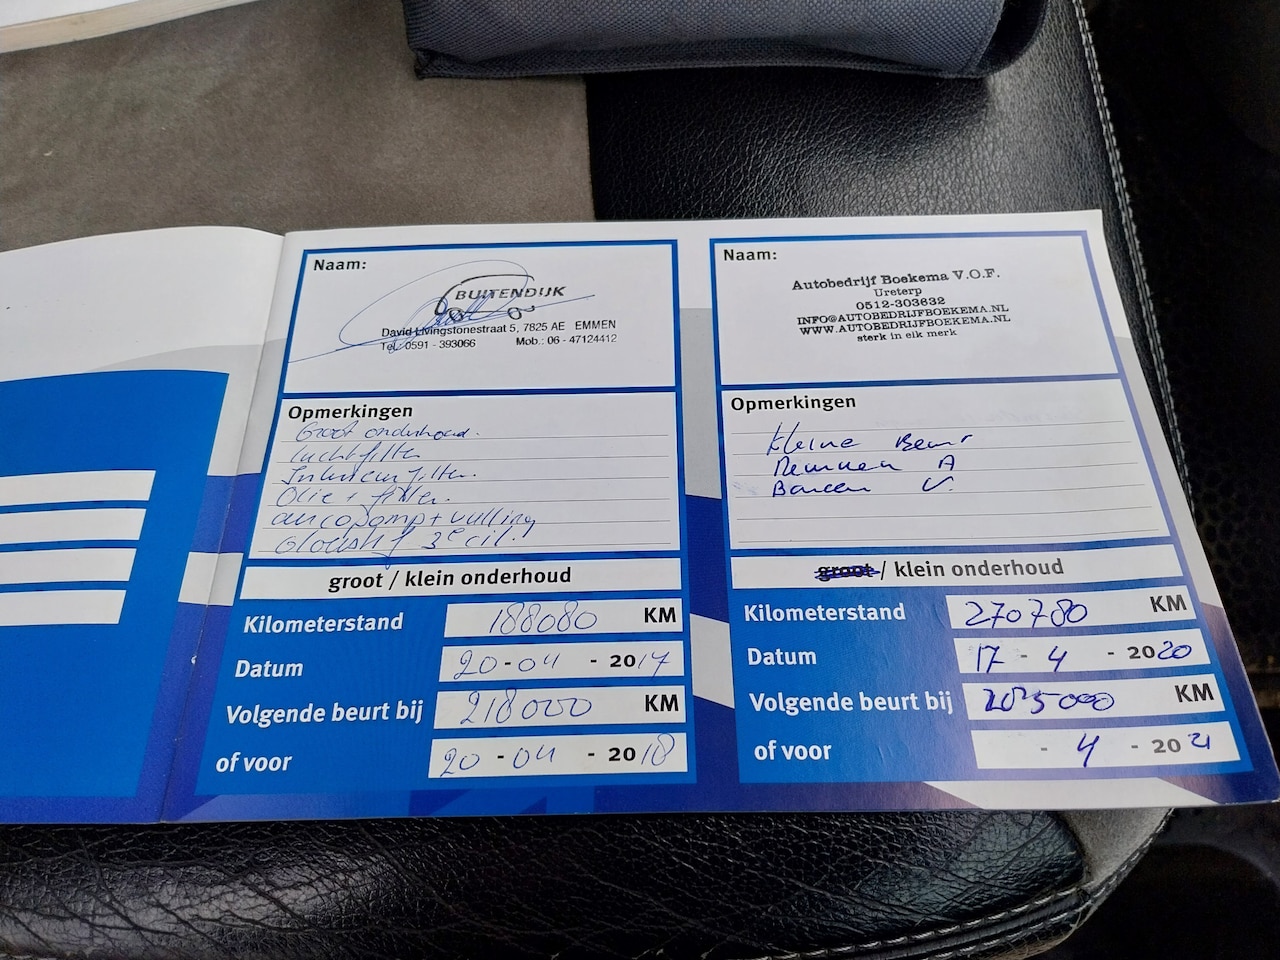 Naam:
BUITENDIJK
David Livingstonestraat 5, 7825 AE EMMEN
Tel.: 0591 - 393066 Mob.: 06 - 47124412
Opmerkingen
Groot onderhoud.
luchtfilter
Interieurfilter.
Olie + filter.
aircopomp + vulling
3e cil.
groot / klein onderhoud
Kilometerstand 188080 KM
Datum 20-04 - 2017
Volgende beurt bij 218000 KM
of voor 20 - 04 - 2018
Naam:
Autobedrijf Boekema V.O.F.
Ureterp
0512-303632
INFO@AUTOBEDRIJFBOEKEMA.NL
WWW.AUTOBEDRIJFBOEKEMA.NL
sterk in elk merk
Opmerkingen
Kleine Beurt
Remmen A
Banden V.
groot / klein onderhoud
Kilometerstand 270780 KM
Datum 17 - 4 - 2020
Volgende beurt bij KM
of voor - 4 - 2021